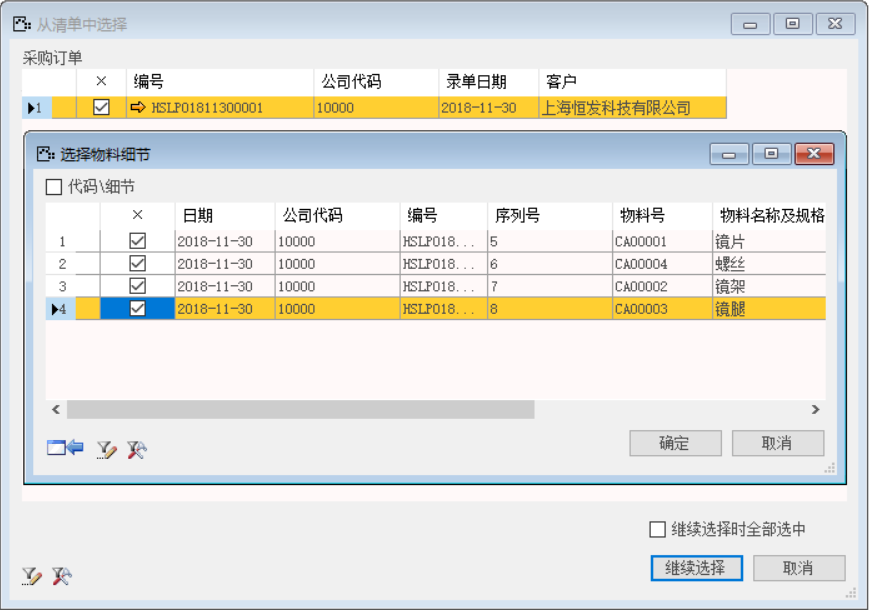 从清单中选择
采购订单
× 编号 公司代码 录单日期 客户
1 HSLP01811300001 10000 2018-11-30 上海恒发科技有限公司
选择物料细节
代码\细节
× 日期 公司代码 编号 序列号 物料号 物料名称及规格
1 2018-11-30 10000 HSLP018... 5 CA00001 镜片
2 2018-11-30 10000 HSLP018... 6 CA00004 螺丝
3 2018-11-30 10000 HSLP018... 7 CA00002 镜架
4 2018-11-30 10000 HSLP018... 8 CA00003 镜腿
确定 取消
继续选择时全部选中
继续选择 取消